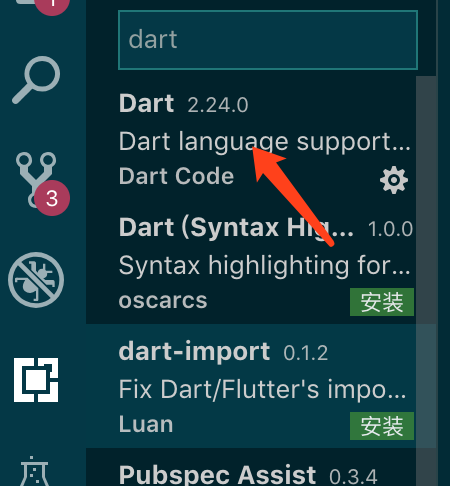 1
dart
Dart 2.24.0
Dart language support...
Dart Code
3
Dart (Syntax Hig... 1.0.0
Syntax highlighting for...
oscarcs 安装
dart-import 0.1.2
Fix Dart/Flutter's impo...
Luan 安装
Pubspec Assist 0.3.4